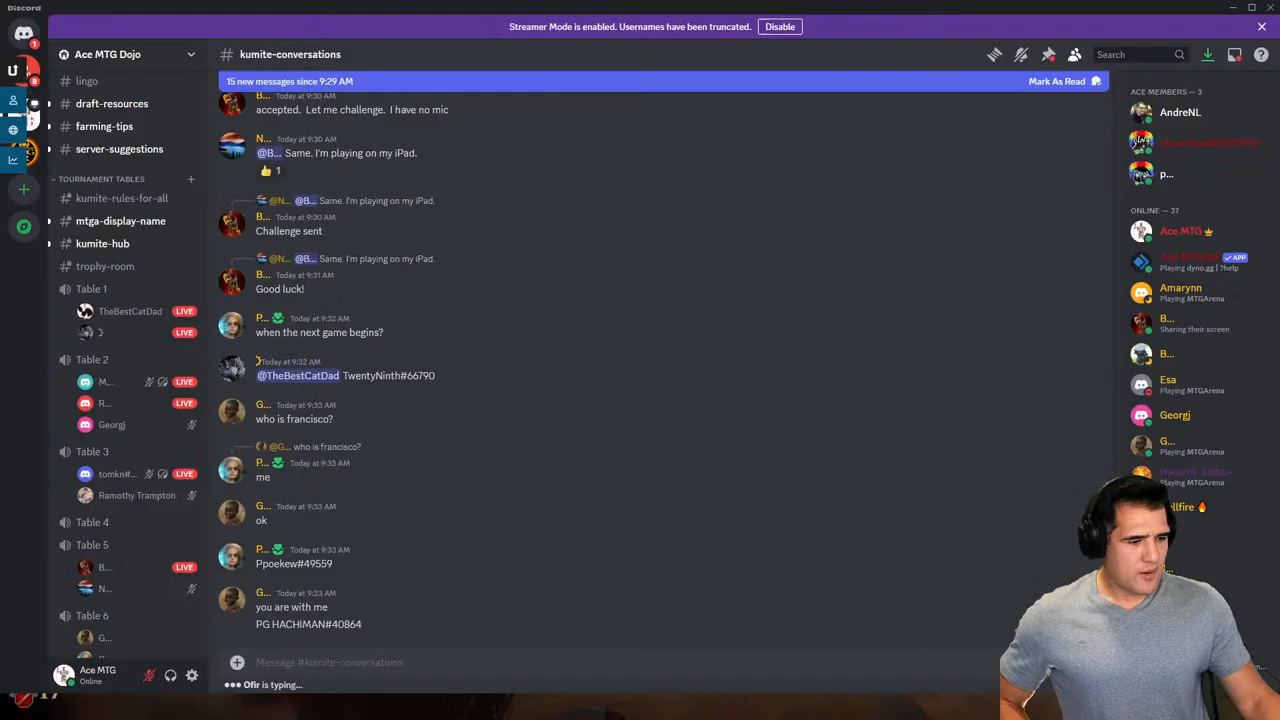 Discord
Streamer Mode is enabled. Usernames have been truncated.
Disable
1
8
Ace MTG Dojo
lingo
draft-resources
farming-tips
server-suggestions
TOURNAMENT TABLES
kumite-rules-for-all
mtga-display-name
kumite-hub
trophy-room
Table 1
TheBestCatDad LIVE
LIVE
Table 2
M... LIVE
R... LIVE
Georgj
Table 3
tomkn#... LIVE
Ramothy Trampton
Table 4
Table 5
B... LIVE
N...
Table 6
G...
Ace MTG
Online
# kumite-conversations
Search
15 new messages since 9:29 AM
Mark As Read
B... Today at 9:30 AM
accepted. Let me challenge. I have no mic
N... Today at 9:30 AM
@B... Same. I'm playing on my iPad.
👍 1
@N... @B... Same. I'm playing on my iPad.
B... Today at 9:30 AM
Challenge sent
@N... @B... Same. I'm playing on my iPad.
B... Today at 9:31 AM
Good luck!
P... Today at 9:32 AM
when the next game begins?
Today at 9:32 AM
@TheBestCatDad TwentyNinth#66790
G... Today at 9:33 AM
who is francisco?
@G... who is francisco?
P... Today at 9:33 AM
me
G... Today at 9:33 AM
ok
P... Today at 9:33 AM
Ppoekew#49559
G... Today at 9:33 AM
you are with me
PG HACHIMAN#40864
Message #kumite-conversations
Ofir is typing...
17
ACE MEMBERS — 3
AndreNL
p...
ONLINE — 37
Ace MTG
APP
Playing dyno.gg | ?help
Amarynn
Playing MTGArena
B...
Sharing their screen
B...
Esa
Playing MTGArena
Georgj
G...
Playing MTGArena
Playing MTGArena
llfire 🔥